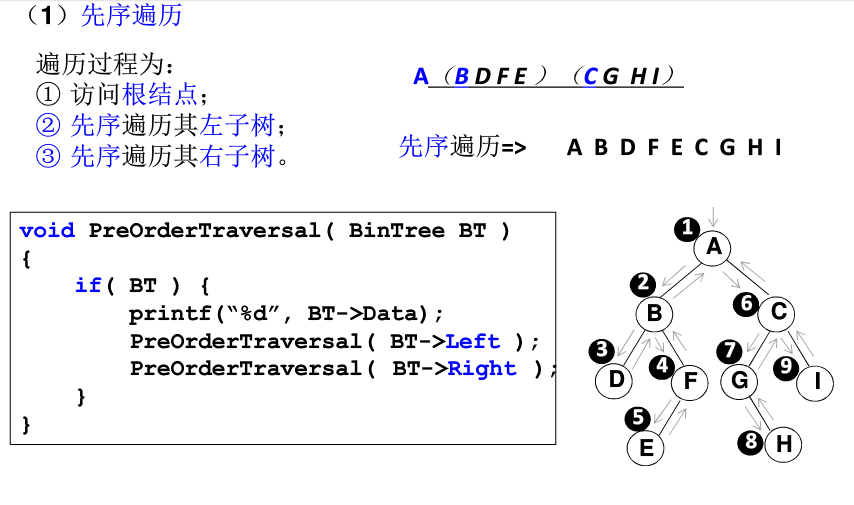 （1）先序遍历
遍历过程为：
① 访问根结点；
② 先序遍历其左子树；
③ 先序遍历其右子树。
A（B D F E ）（C G H I）
先序遍历=> A B D F E C G H I
void PreOrderTraversal( BinTree BT )
{
if( BT ) {
printf(“%d”, BT->Data);
PreOrderTraversal( BT->Left );
PreOrderTraversal( BT->Right );
}
}
1 A
2 B 6 C
3 D 4 F 7 G 9 I
5 E 8 H